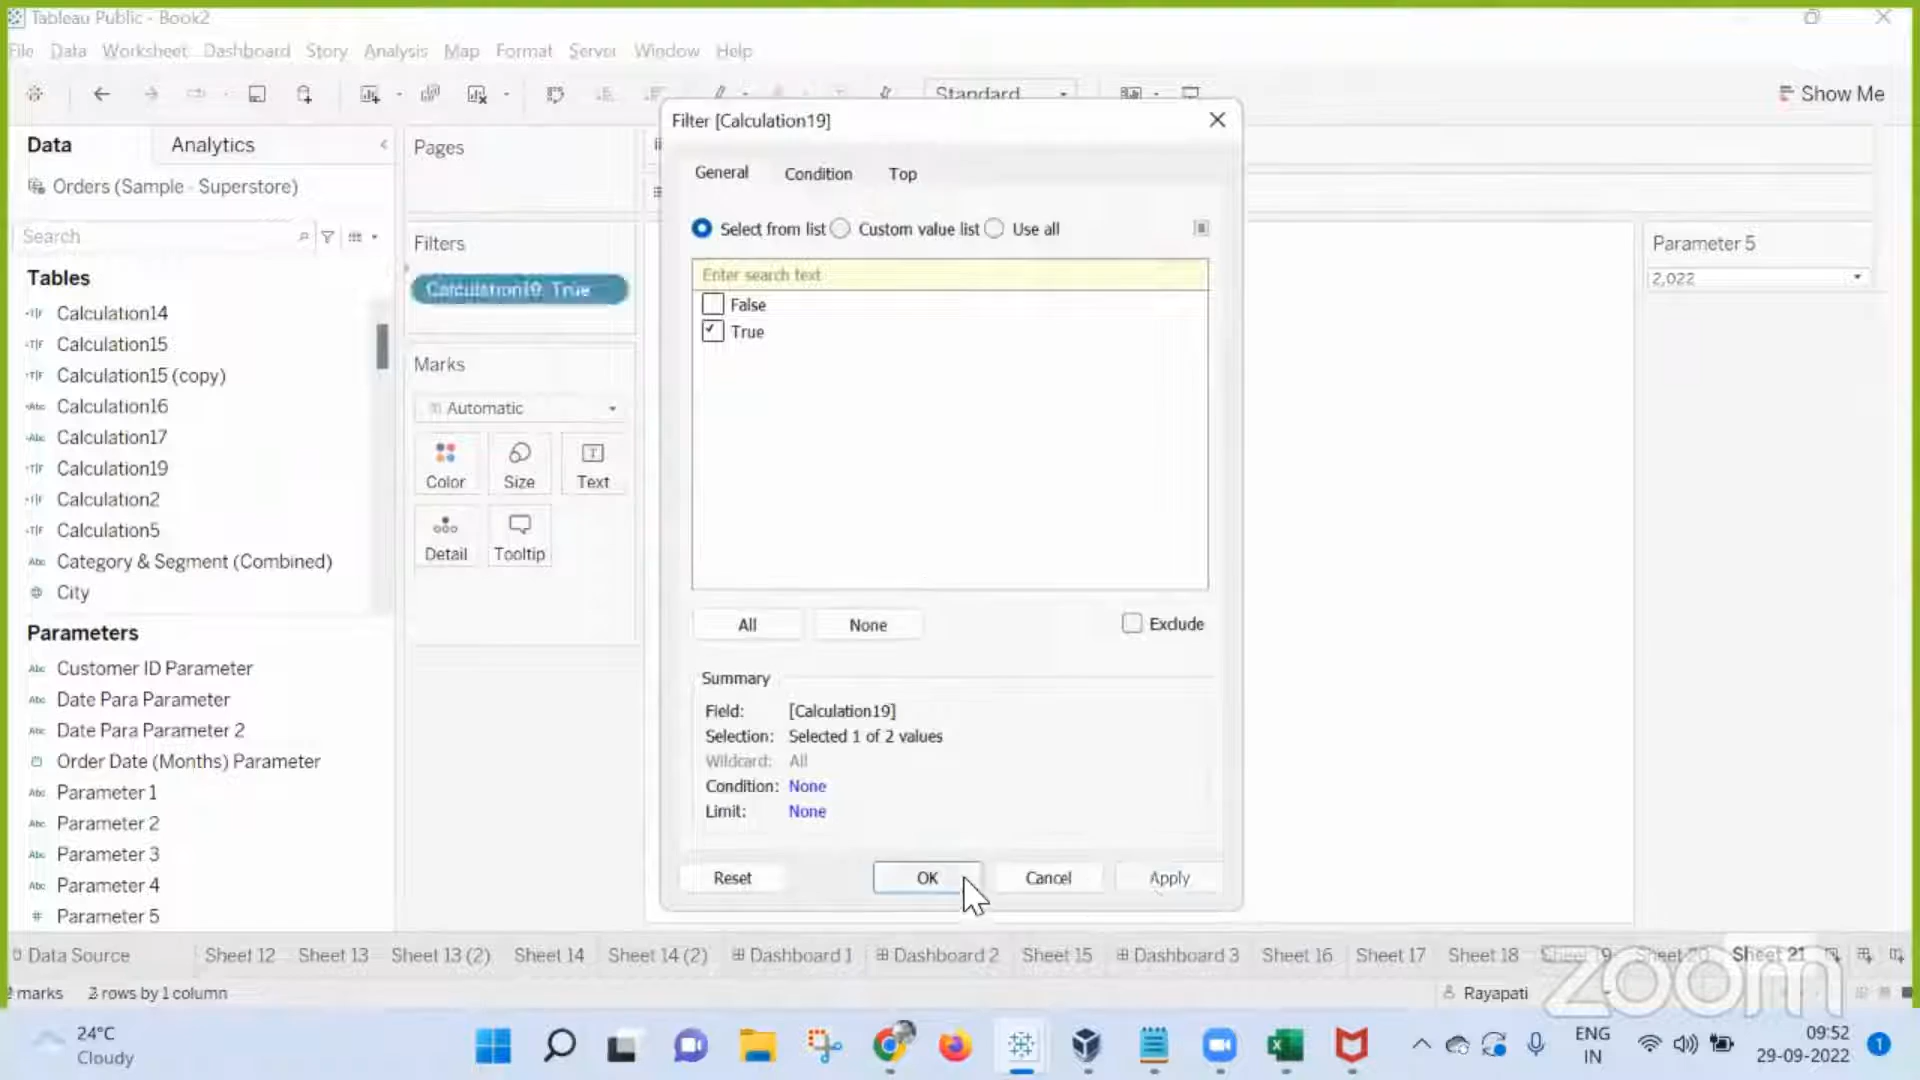 Tableau Public - Book2
File Data Worksheet Dashboard Story Analysis Map Format Server Window Help
Standard
Show Me
Data Analytics
Pages
Orders (Sample - Superstore)
Search
Filters
Calculation19: True
Tables
Calculation14
Calculation15
Calculation15 (copy)
Calculation16
Calculation17
Calculation19
Calculation2
Calculation5
Category & Segment (Combined)
City
Parameters
Customer ID Parameter
Date Para Parameter
Date Para Parameter 2
Order Date (Months) Parameter
Parameter 1
Parameter 2
Parameter 3
Parameter 4
Parameter 5
Marks
Automatic
Color Size Text
Detail Tooltip
Filter [Calculation19]
General Condition Top
Select from list Custom value list Use all
Enter search text
False
True
All None Exclude
Summary
Field: [Calculation19]
Selection: Selected 1 of 2 values
Wildcard: All
Condition: None
Limit: None
Reset OK Cancel Apply
Parameter 5
2,022
Data Source Sheet 12 Sheet 13 Sheet 13 (2) Sheet 14 Sheet 14 (2) Dashboard 1 Dashboard 2 Sheet 15 Dashboard 3 Sheet 16 Sheet 17 Sheet 18 Sheet 19 Sheet 20 Sheet 21
marks 2 rows by 1 column
Rayapati
zoom
24°C
Cloudy
ENG
IN
09:52
29-09-2022
1